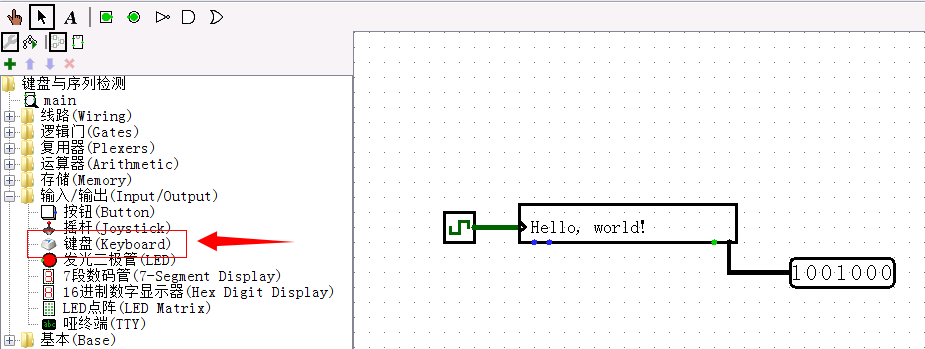 A
键盘与序列检测
main
线路(Wiring)
逻辑门(Gates)
复用器(Plexers)
运算器(Arithmetic)
存储(Memory)
输入/输出(Input/Output)
按钮(Button)
摇杆(Joystick)
键盘(Keyboard)
发光二极管(LED)
7段数码管(7-Segment Display)
16进制数字显示器(Hex Digit Display)
LED点阵(LED Matrix)
哑终端(TTY)
基本(Base)
Hello, world!
1001000